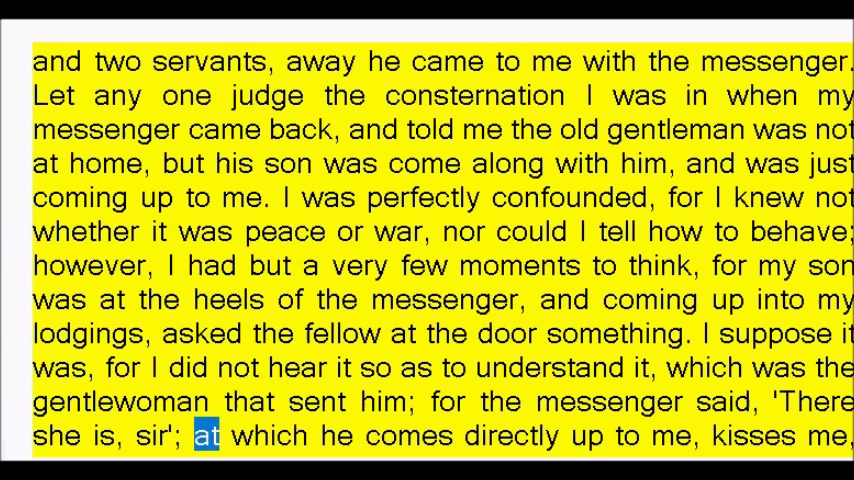 and two servants, away he came to me with the messenger.
Let any one judge the consternation I was in when my
messenger came back, and told me the old gentleman was not
at home, but his son was come along with him, and was just
coming up to me. I was perfectly confounded, for I knew not
whether it was peace or war, nor could I tell how to behave;
however, I had but a very few moments to think, for my son
was at the heels of the messenger, and coming up into my
lodgings, asked the fellow at the door something. I suppose it
was, for I did not hear it so as to understand it, which was the
gentlewoman that sent him; for the messenger said, 'There
she is, sir'; at which he comes directly up to me, kisses me,